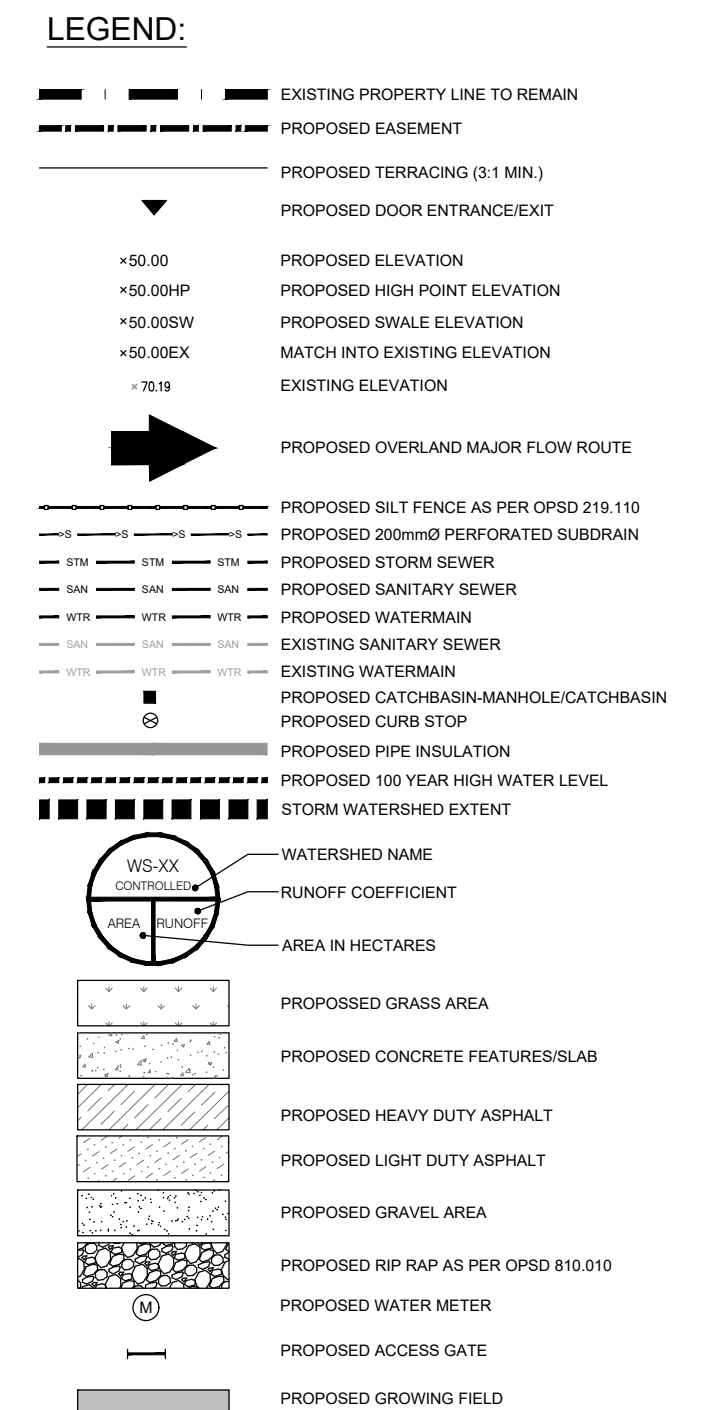 LEGEND:
EXISTING PROPERTY LINE TO REMAIN
PROPOSED EASEMENT
PROPOSED TERRACING (3:1 MIN.)
PROPOSED DOOR ENTRANCE/EXIT
×50.00 PROPOSED ELEVATION
×50.00HP PROPOSED HIGH POINT ELEVATION
×50.00SW PROPOSED SWALE ELEVATION
×50.00EX MATCH INTO EXISTING ELEVATION
× 70.19 EXISTING ELEVATION
PROPOSED OVERLAND MAJOR FLOW ROUTE
PROPOSED SILT FENCE AS PER OPSD 219.110
>S >S >S PROPOSED 200mmØ PERFORATED SUBDRAIN
STM STM STM PROPOSED STORM SEWER
SAN SAN SAN PROPOSED SANITARY SEWER
WTR WTR WTR PROPOSED WATERMAIN
SAN SAN SAN EXISTING SANITARY SEWER
WTR WTR WTR EXISTING WATERMAIN
PROPOSED CATCHBASIN-MANHOLE/CATCHBASIN
PROPOSED CURB STOP
PROPOSED PIPE INSULATION
PROPOSED 100 YEAR HIGH WATER LEVEL
STORM WATERSHED EXTENT
WS-XX WATERSHED NAME
CONTROLLED RUNOFF COEFFICIENT
AREA RUNOFF AREA IN HECTARES
PROPOSSED GRASS AREA
PROPOSED CONCRETE FEATURES/SLAB
PROPOSED HEAVY DUTY ASPHALT
PROPOSED LIGHT DUTY ASPHALT
PROPOSED GRAVEL AREA
PROPOSED RIP RAP AS PER OPSD 810.010
M PROPOSED WATER METER
PROPOSED ACCESS GATE
PROPOSED GROWING FIELD